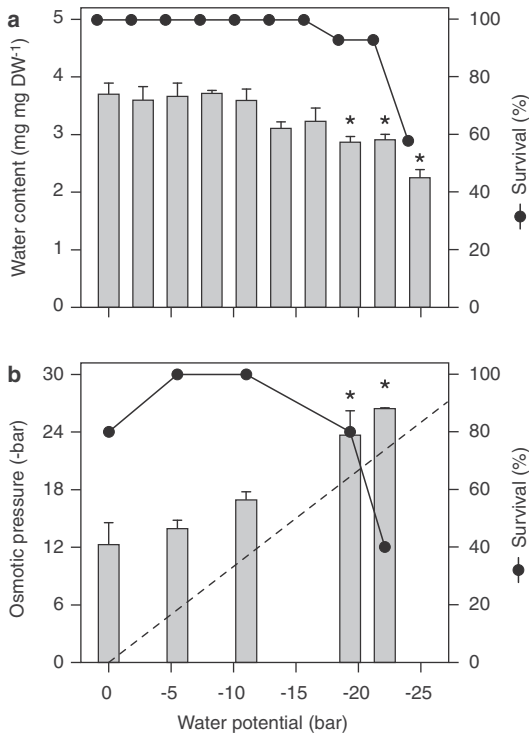 a
Water content (mg mg DW-1)
5
4
3
2
1
0
* * *
100
80
60
40
20
0
Survival (%)
b
Osmotic pressure (-bar)
30
24
18
12
6
0
* *
100
80
60
40
20
0
Survival (%)
0 -5 -10 -15 -20 -25
Water potential (bar)